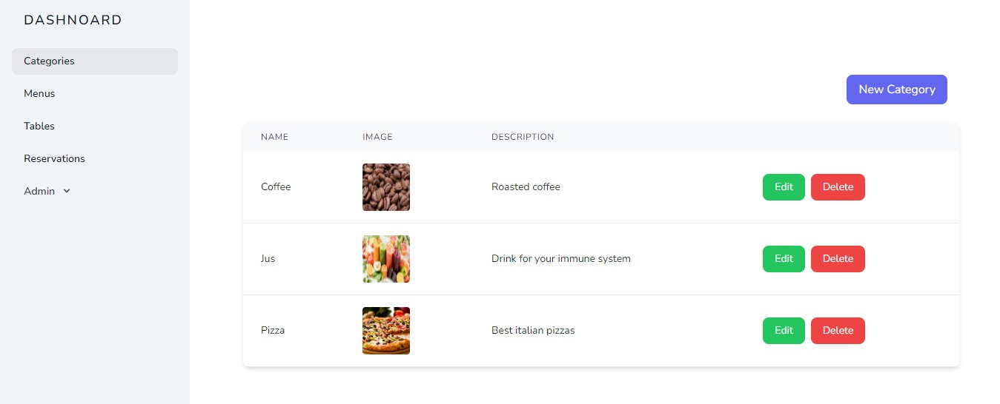 DASHNOARD
Categories
Menus
Tables
Reservations
Admin
New Category
NAME IMAGE DESCRIPTION
Coffee Roasted coffee Edit Delete
Jus Drink for your immune system Edit Delete
Pizza Best italian pizzas Edit Delete